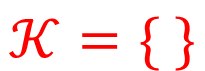 𝒦 = { }